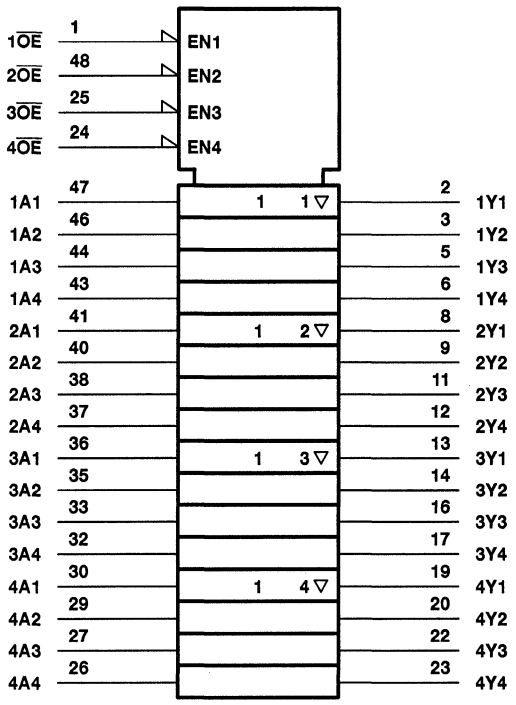 1O̅E̅ 1 EN1
2O̅E̅ 48 EN2
3O̅E̅ 25 EN3
4O̅E̅ 24 EN4
1A1 47 1 1 ▽ 2 1Y1
1A2 46 3 1Y2
1A3 44 5 1Y3
1A4 43 6 1Y4
2A1 41 1 2 ▽ 8 2Y1
2A2 40 9 2Y2
2A3 38 11 2Y3
2A4 37 12 2Y4
3A1 36 1 3 ▽ 13 3Y1
3A2 35 14 3Y2
3A3 33 16 3Y3
3A4 32 17 3Y4
4A1 30 1 4 ▽ 19 4Y1
4A2 29 20 4Y2
4A3 27 22 4Y3
4A4 26 23 4Y4